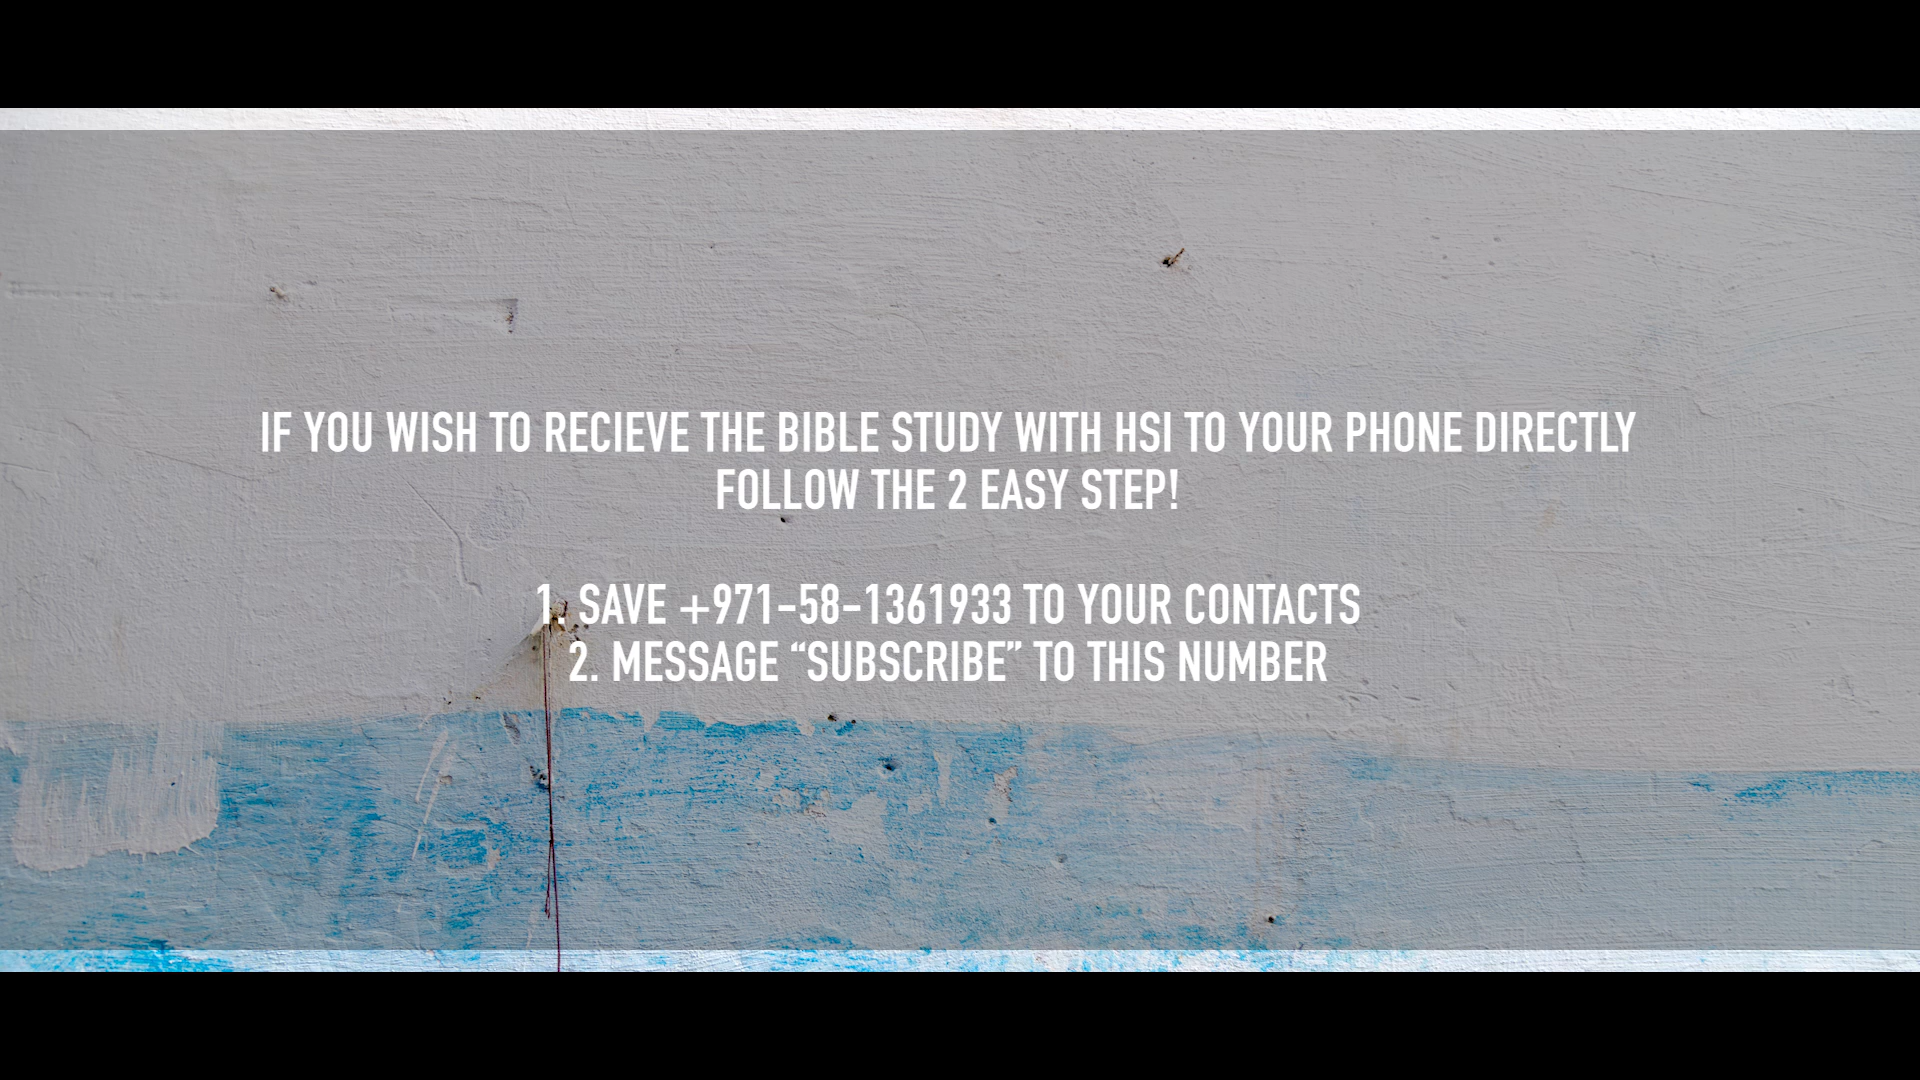 IF YOU WISH TO RECIEVE THE BIBLE STUDY WITH HSI TO YOUR PHONE DIRECTLY
FOLLOW THE 2 EASY STEP!
1. SAVE +971-58-1361933 TO YOUR CONTACTS
2. MESSAGE “SUBSCRIBE” TO THIS NUMBER